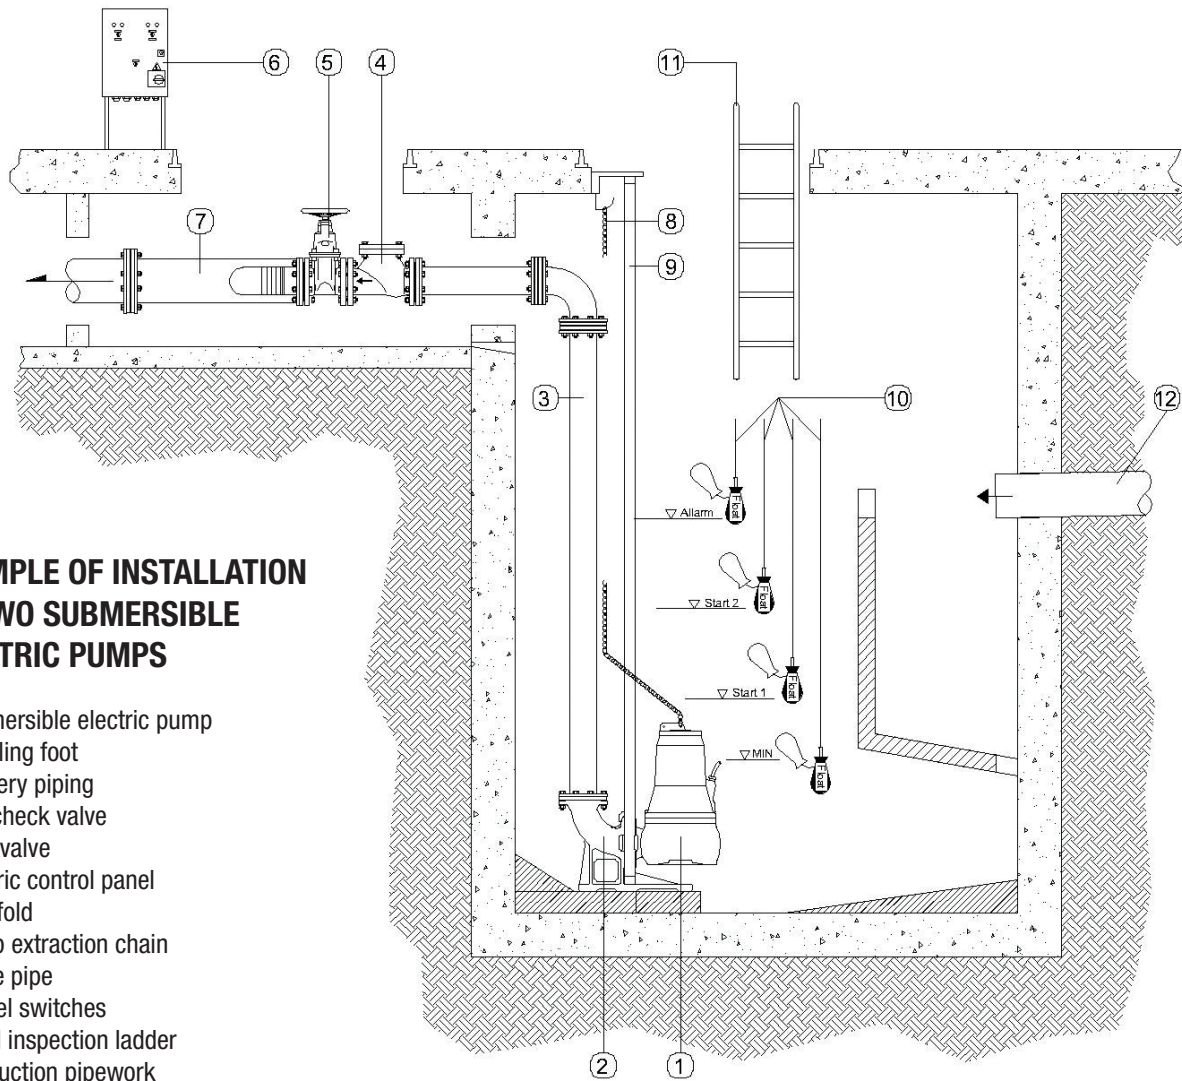 6
5
4
11
7
8
9
3
10
12
Float
▽ Allarm
Float
▽ Start 2
Float
▽ Start 1
Float
▽ MIN
2
1
MPLE OF INSTALLATION
WO SUBMERSIBLE
TRIC PUMPS
mersible electric pump
ling foot
ery piping
check valve
valve
ric control panel
fold
p extraction chain
e pipe
el switches
l inspection ladder
uction pipework